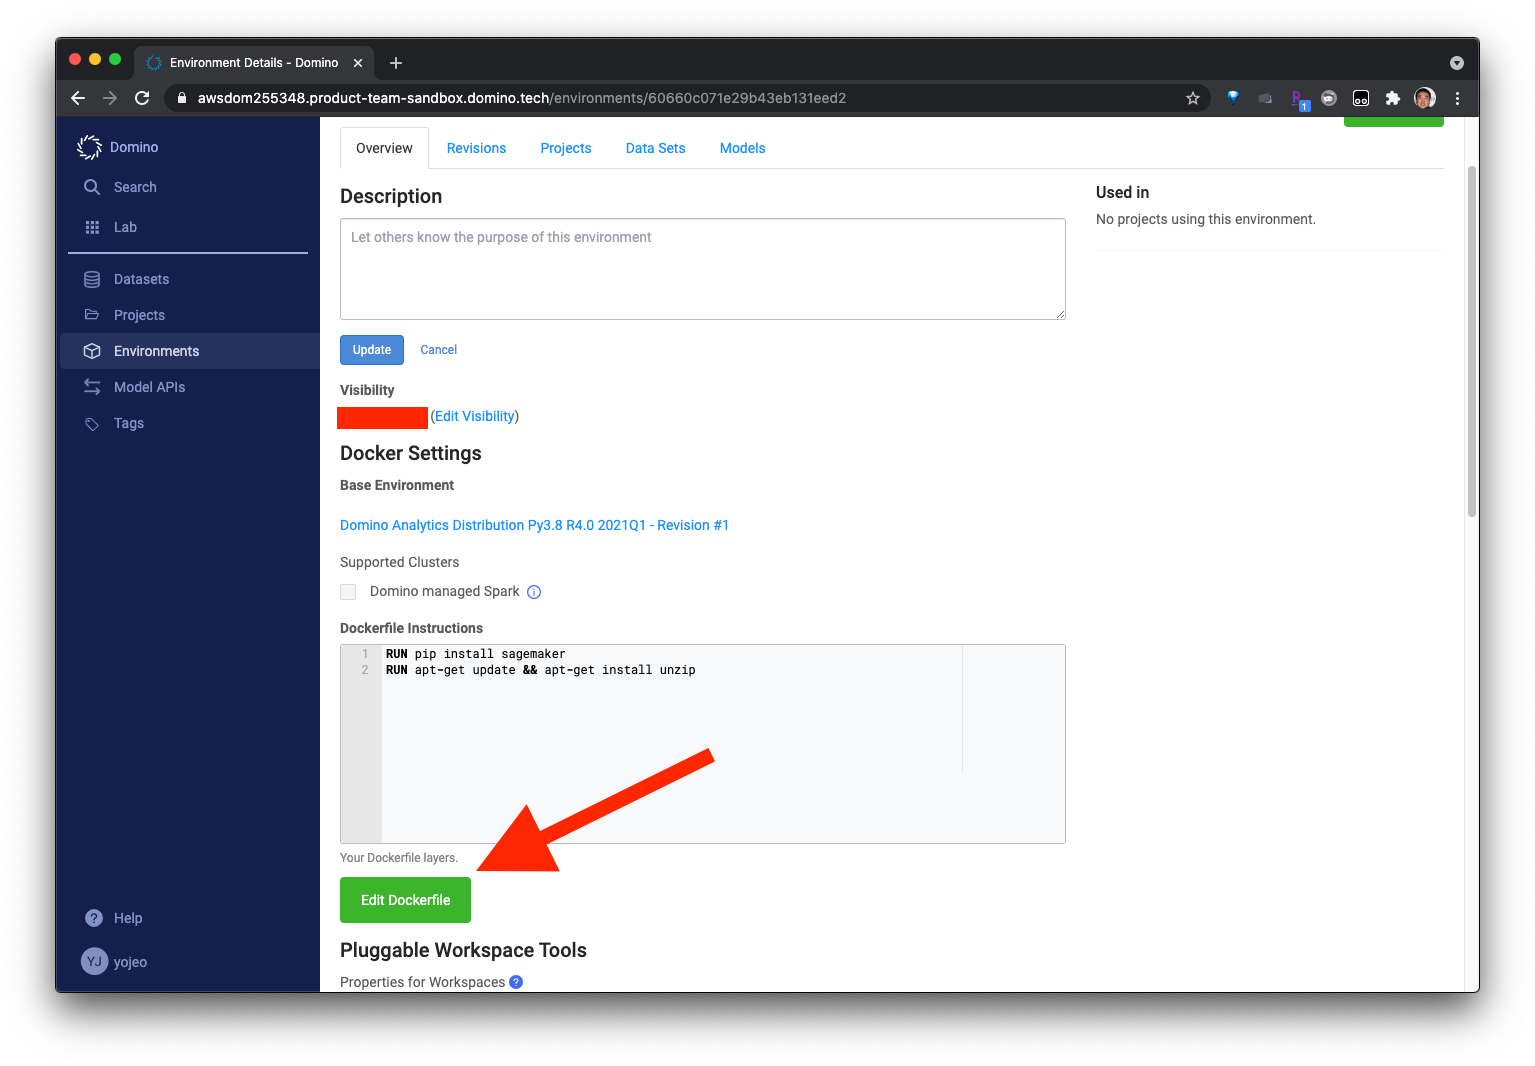 Environment Details - Domino
awsdom255348.product-team-sandbox.domino.tech/environments/60660c071e29b43eb131eed2
1
Domino
Search
Lab
Datasets
Projects
Environments
Model APIs
Tags
Help
YJ yojeo
Overview Revisions Projects Data Sets Models
Description
Let others know the purpose of this environment
Update Cancel
Visibility
(Edit Visibility)
Docker Settings
Base Environment
Domino Analytics Distribution Py3.8 R4.0 2021Q1 - Revision #1
Supported Clusters
Domino managed Spark
Dockerfile Instructions
1 RUN pip install sagemaker
2 RUN apt-get update && apt-get install unzip
Your Dockerfile layers.
Edit Dockerfile
Pluggable Workspace Tools
Properties for Workspaces ?
Used in
No projects using this environment.